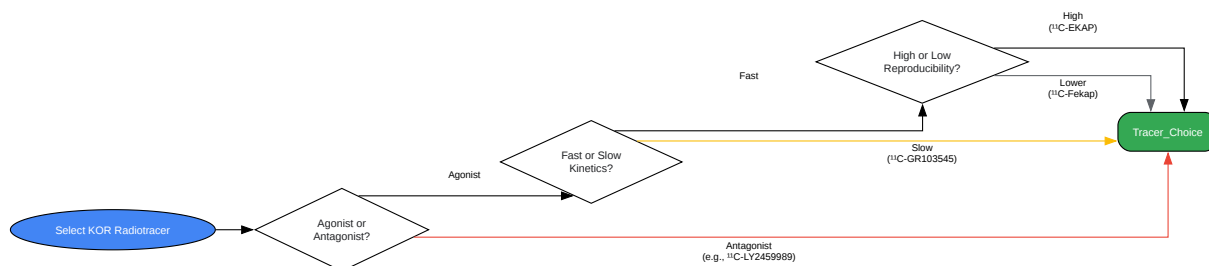 Select KOR Radiotracer
Agonist or
Antagonist?
Agonist
Antagonist
(e.g., ¹¹C-LY2459989)
Fast or Slow
Kinetics?
Fast
Slow
(¹¹C-GR103545)
High or Low
Reproducibility?
High
(¹¹C-EKAP)
Lower
(¹¹C-Fekap)
Tracer_Choice